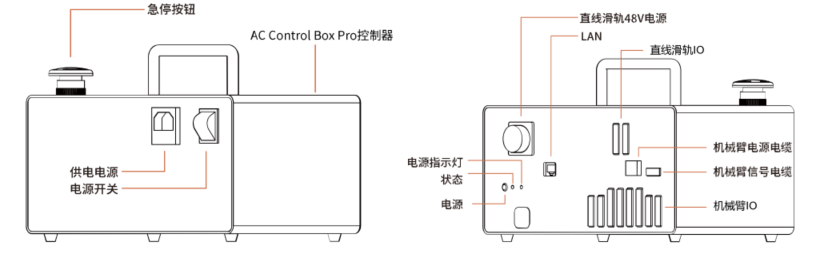 急停按钮
AC Control Box Pro控制器
供电电源
电源开关
直线滑轨48V电源
LAN
直线滑轨IO
机械臂电源电缆
机械臂信号电缆
机械臂IO
电源指示灯
状态
电源